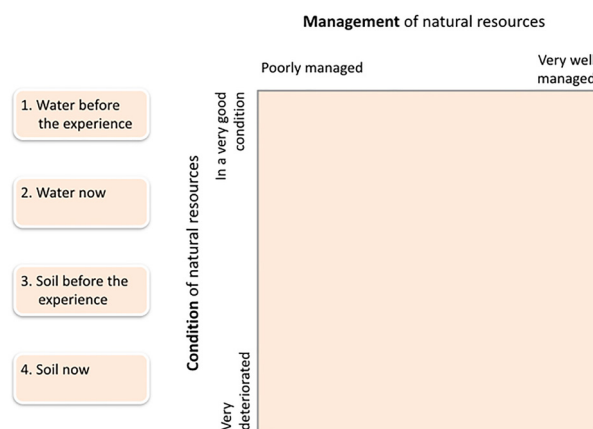 Management of natural resources
Poorly managed
Very well
managed
1. Water before
the experience
2. Water now
3. Soil before the
experience
4. Soil now
Condition of natural resources
In a very good
condition
Very
deteriorated